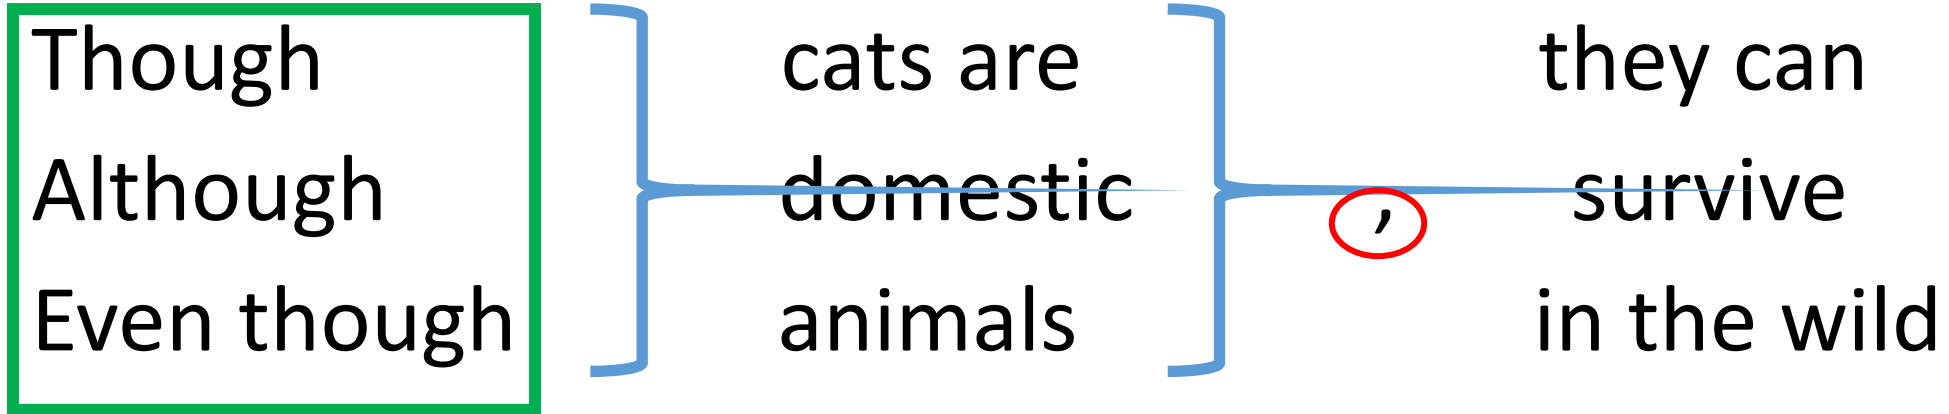 Though
Although
Even though
cats are
domestic
animals
,
they can
survive
in the wild